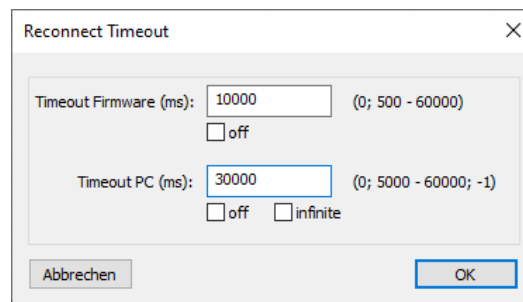 Reconnect Timeout
Timeout Firmware (ms): 10000 (0; 500 - 60000)
off
Timeout PC (ms): 30000 (0; 5000 - 60000; -1)
off infinite
Abbrechen OK